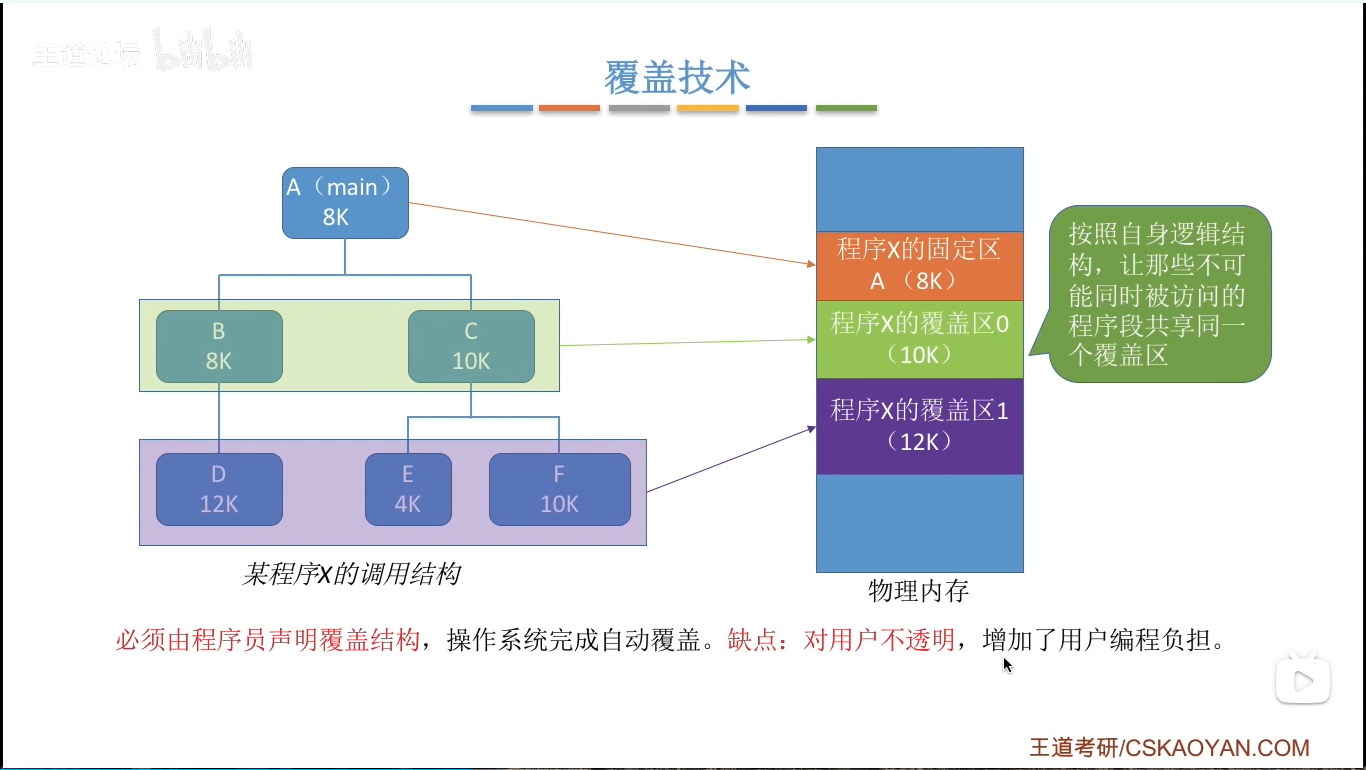 王道论坛 bilibili
覆盖技术
A（main）
8K
B
8K
C
10K
D
12K
E
4K
F
10K
某程序X的调用结构
程序X的固定区
A （8K）
程序X的覆盖区0
（10K）
程序X的覆盖区1
（12K）
物理内存
按照自身逻辑结
构，让那些不可
能同时被访问的
程序段共享同一
个覆盖区
必须由程序员声明覆盖结构，操作系统完成自动覆盖。缺点：对用户不透明，增加了用户编程负担。
王道考研/CSKAOYAN.COM